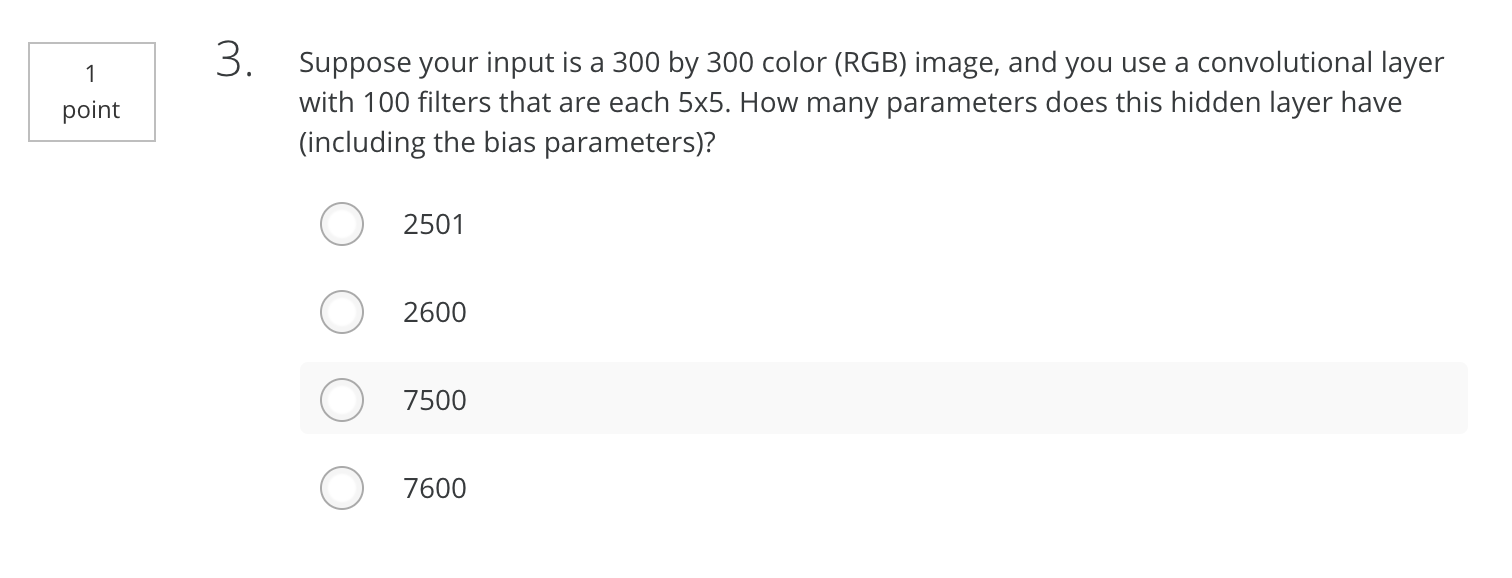 1
point
3.
Suppose your input is a 300 by 300 color (RGB) image, and you use a convolutional layer
with 100 filters that are each 5x5. How many parameters does this hidden layer have
(including the bias parameters)?
2501
2600
7500
7600